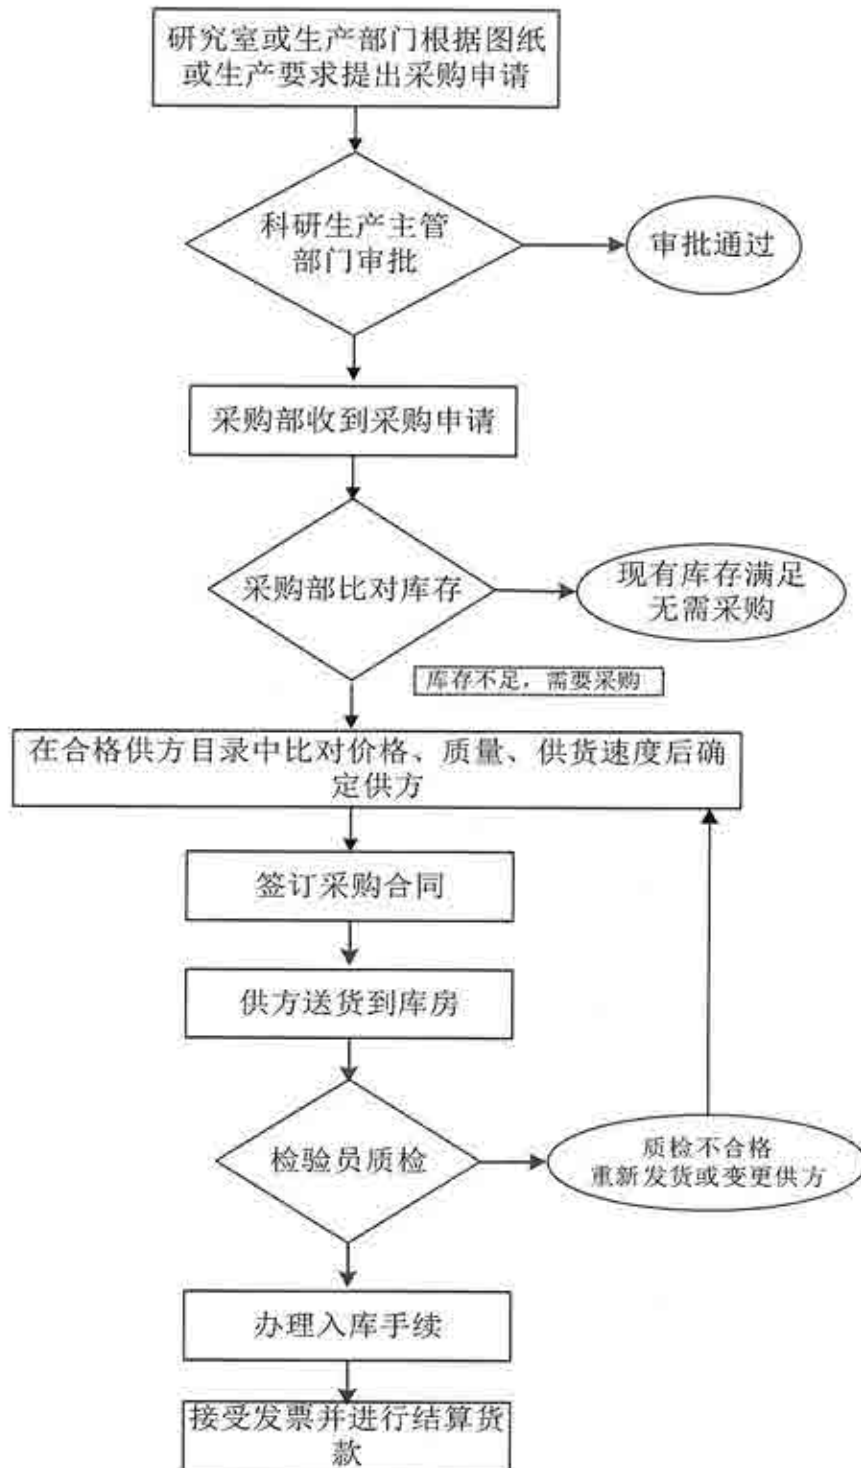 研究室或生产部门根据图纸
或生产要求提出采购申请
科研生产主管
部门审批
审批通过
采购部收到采购申请
采购部比对库存
现有库存满足
无需采购
库存不足，需要采购
在合格供方目录中比对价格、质量、供货速度后确
定供方
签订采购合同
供方送货到库房
检验员质检
质检不合格
重新发货或变更供方
办理入库手续
接受发票并进行结算货
款